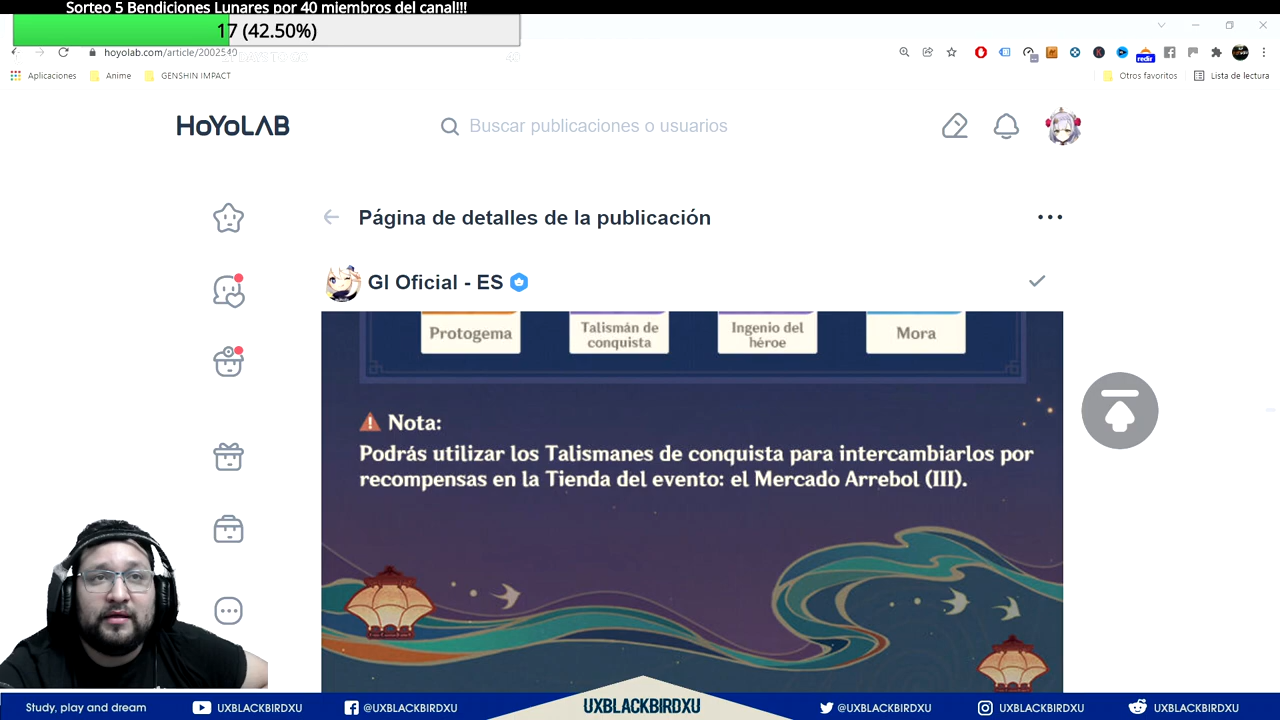 Sorteo 5 Bendiciones Lunares por 40 miembros del canal!!!
17 (42.50%)
hoyolab.com/article/2002549
40
redir
Aplicaciones
Anime
GENSHIN IMPACT
Otros favoritos
Lista de lectura
HoYoLAB
Buscar publicaciones o usuarios
Página de detalles de la publicación
GI Oficial - ES
Protogema
Talismán de
conquista
Ingenio del
héroe
Mora
Nota:
Podrás utilizar los Talismanes de conquista para intercambiarlos por
recompensas en la Tienda del evento: el Mercado Arrebol (III).
Study, play and dream
UXBLACKBIRDXU
@UXBLACKBIRDXU
UXBLACKBIRDXU
@UXBLACKBIRDXU
UXBLACKBIRDXU
UXBLACKBIRDXU